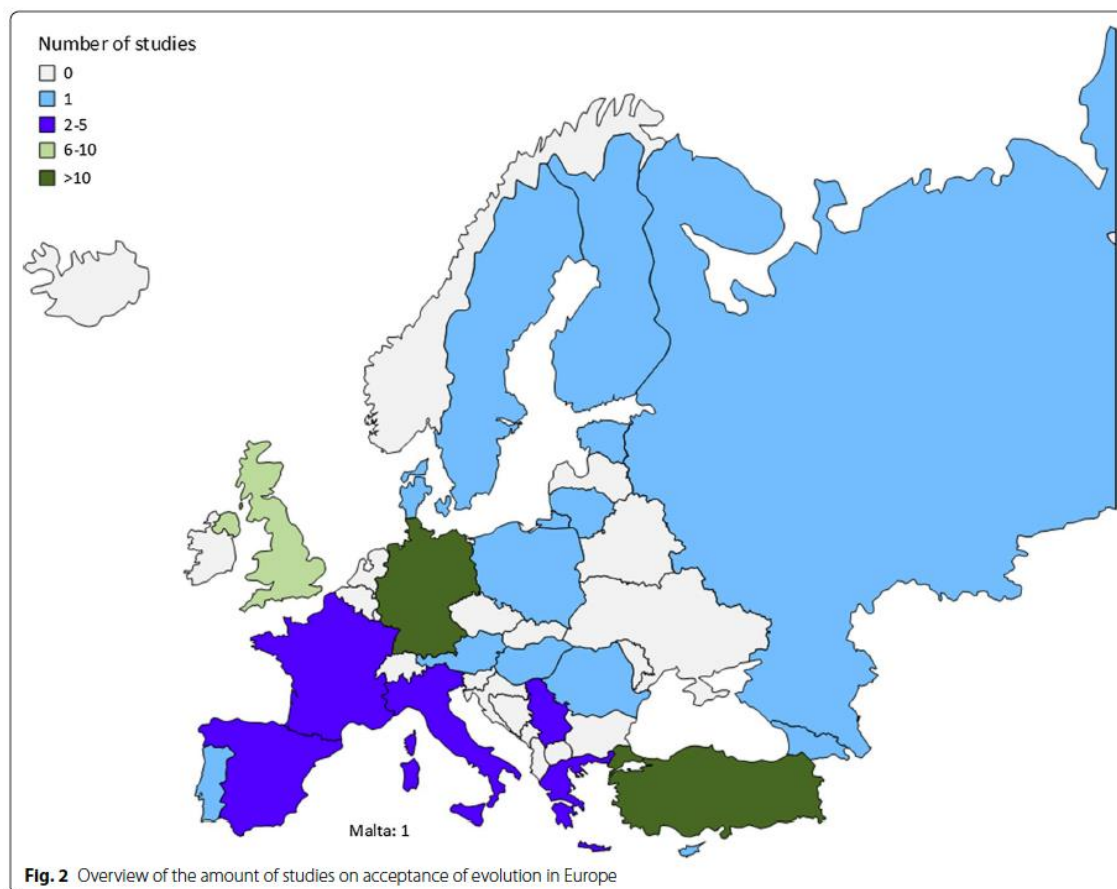 Number of studies
0
1
2-5
6-10
>10
Malta: 1
Fig. 2 Overview of the amount of studies on acceptance of evolution in Europe